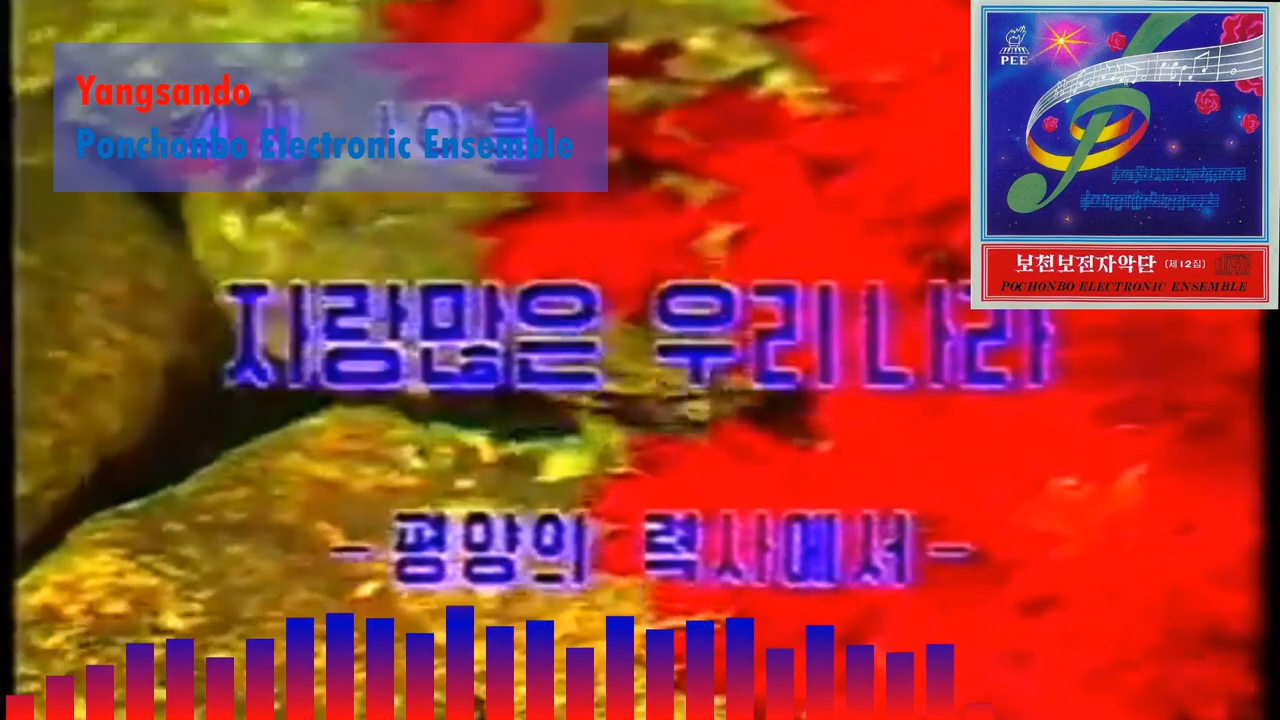 Yangsando
Ponchonbo Electronic Ensemble
자랑많은 우리나라
-평양의 력사에서-
PEE
보천보전자악단 (제12집)
POCHONBO ELECTRONIC ENSEMBLE